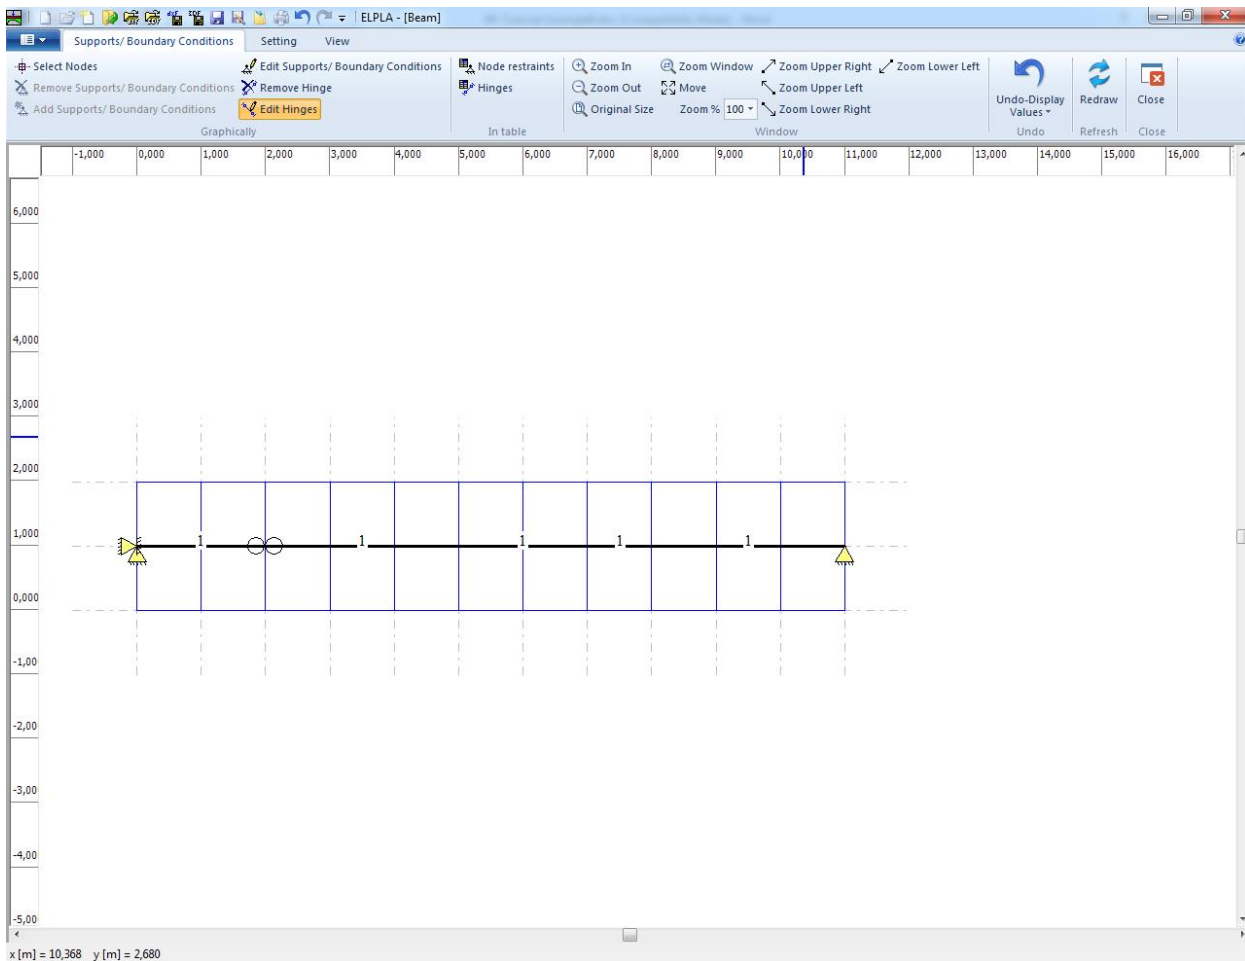 ELPLA - [Beam]
Supports/ Boundary Conditions Setting View
Select Nodes Edit Supports/ Boundary Conditions Node restraints Zoom In Zoom Window Zoom Upper Right Zoom Lower Left
Remove Supports/ Boundary Conditions Remove Hinge Hinges Zoom Out Move Zoom Upper Left
Add Supports/ Boundary Conditions Edit Hinges Original Size Zoom % 100 Zoom Lower Right
Undo-Display Values Redraw Close
Graphically In table Window Undo Refresh Close
-1,000 0,000 1,000 2,000 3,000 4,000 5,000 6,000 7,000 8,000 9,000 10,000 11,000 12,000 13,000 14,000 15,000 16,000
6,000
5,000
4,000
3,000
2,000
1,000
1 1 1 1 1
0,000
-1,00
-2,00
-3,00
-4,00
-5,00
x [m] = 10,368 y [m] = 2,680